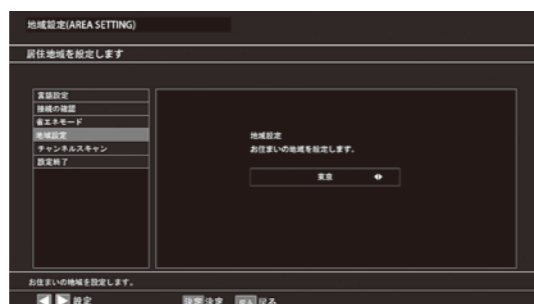 地域設定(AREA SETTING)
居住地域を設定します
言語設定
接続の確認
省エネモード
地域設定
チャンネルスキャン
設定終了
地域設定
お住まいの地域を設定します。
東京
お住まいの地域を設定します。
設定 決定 決定 戻る 戻る